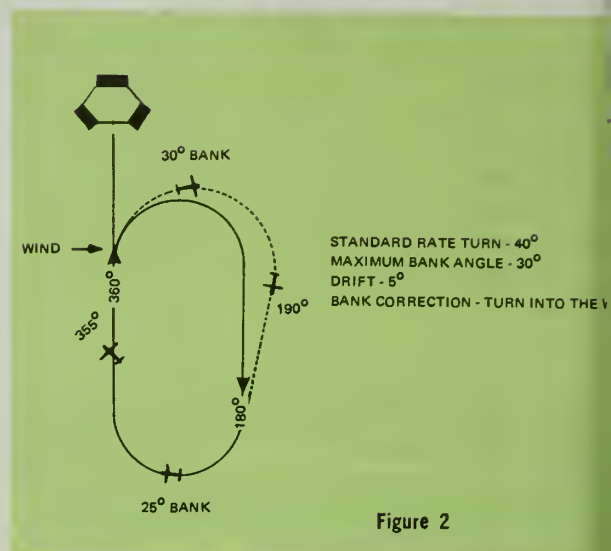 30° BANK
WIND
360°
355°
190°
180°
25° BANK
STANDARD RATE TURN - 40°
MAXIMUM BANK ANGLE - 30°
DRIFT - 5°
BANK CORRECTION - TURN INTO THE
Figure 2